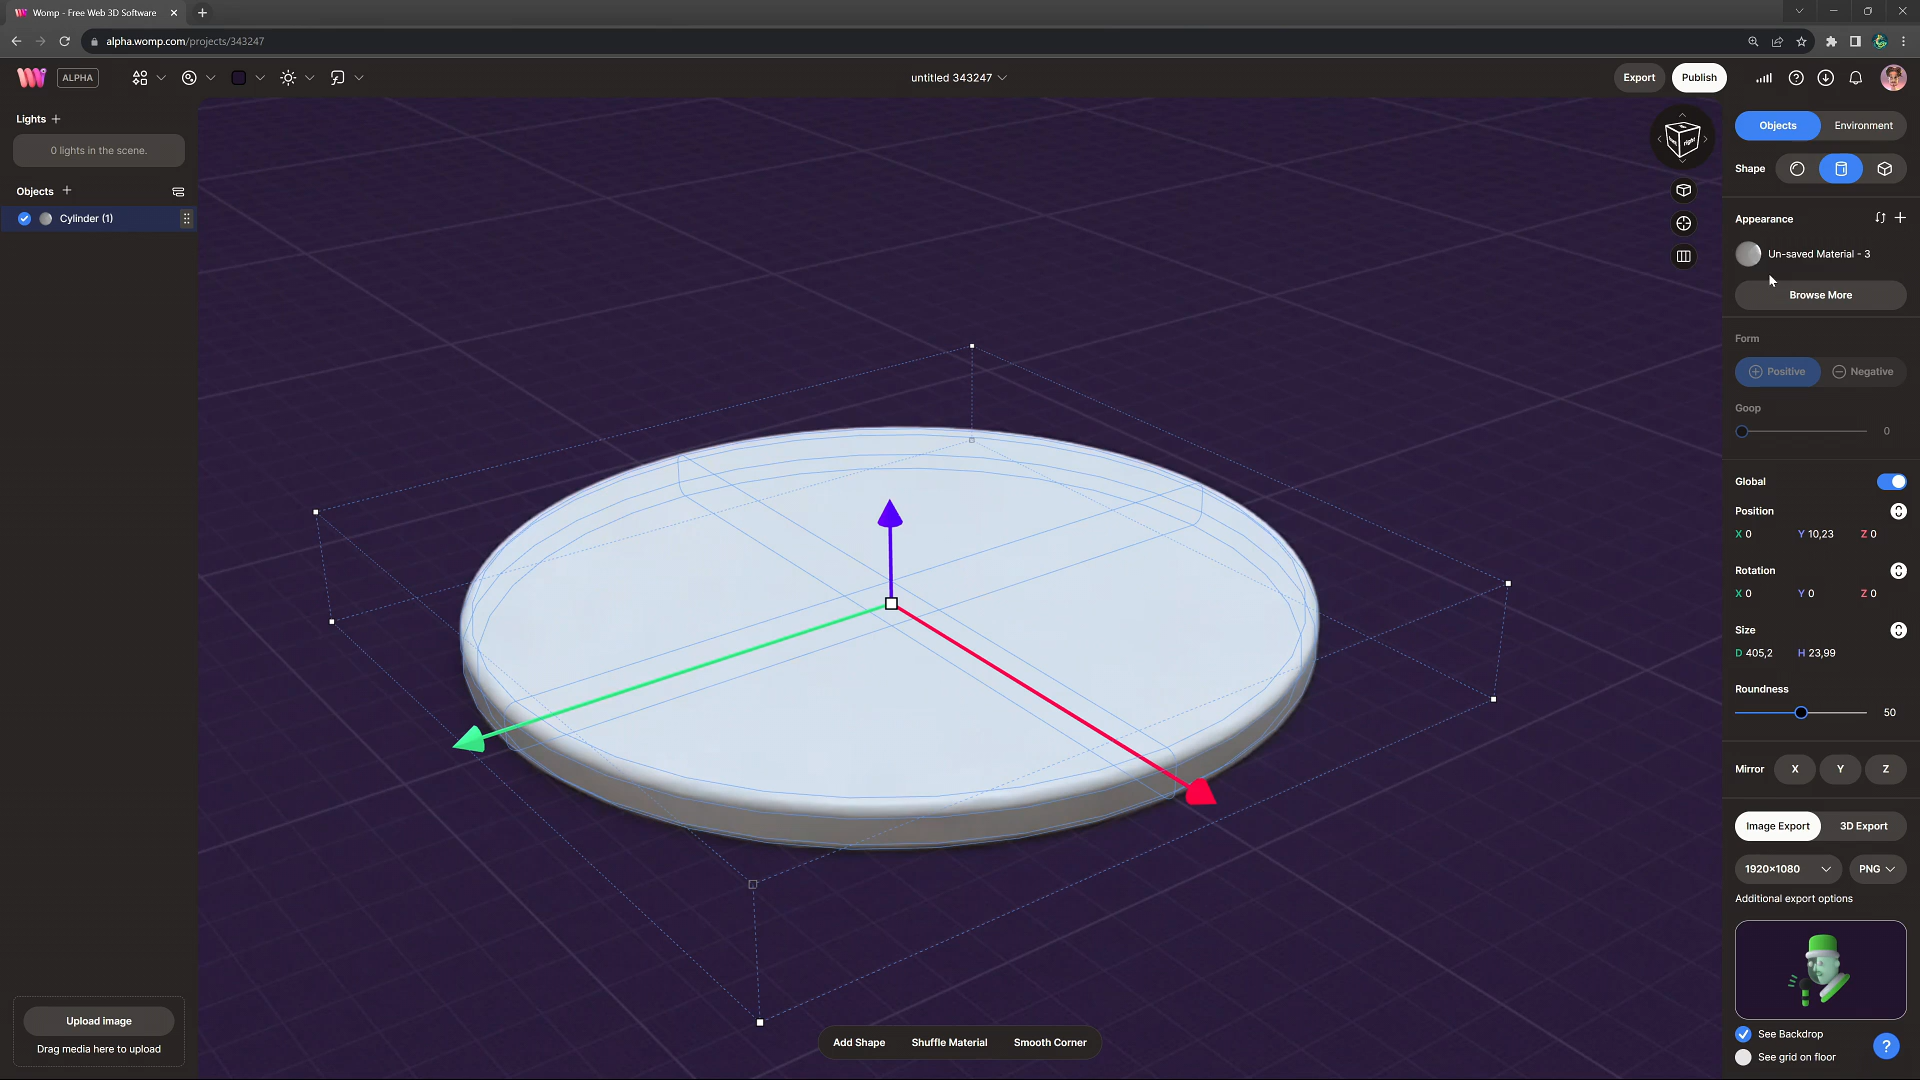 Womp - Free Web 3D Software
alpha.womp.com/projects/343247
ALPHA
untitled 343247
Export
Publish
Lights
0 lights in the scene.
Objects
Cylinder (1)
right
Objects
Environment
Shape
Appearance
Un-saved Material - 3
Browse More
Form
Positive
Negative
Goop
0
Global
Position
X 0 Y 10,23 Z 0
Rotation
X 0 Y 0 Z 0
Size
D 405,2 H 23,99
Roundness
50
Mirror X Y Z
Image Export
3D Export
1920×1080
PNG
Additional export options
See Backdrop
See grid on floor
?
Upload image
Drag media here to upload
Add Shape
Shuffle Material
Smooth Corner